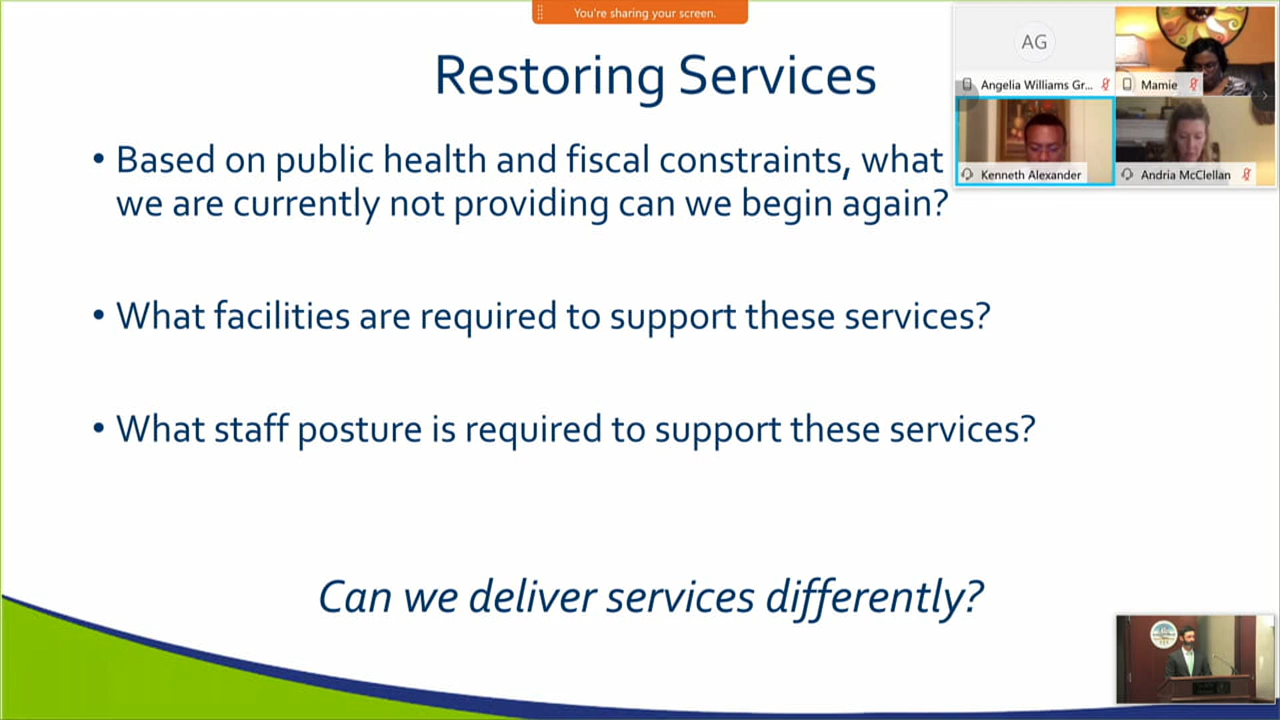 You're sharing your screen.
Restoring Services
AG
Angelia Williams Gr...
Mamie
Kenneth Alexander
Andria McClellan
• Based on public health and fiscal constraints, what
we are currently not providing can we begin again?
• What facilities are required to support these services?
• What staff posture is required to support these services?
Can we deliver services differently?